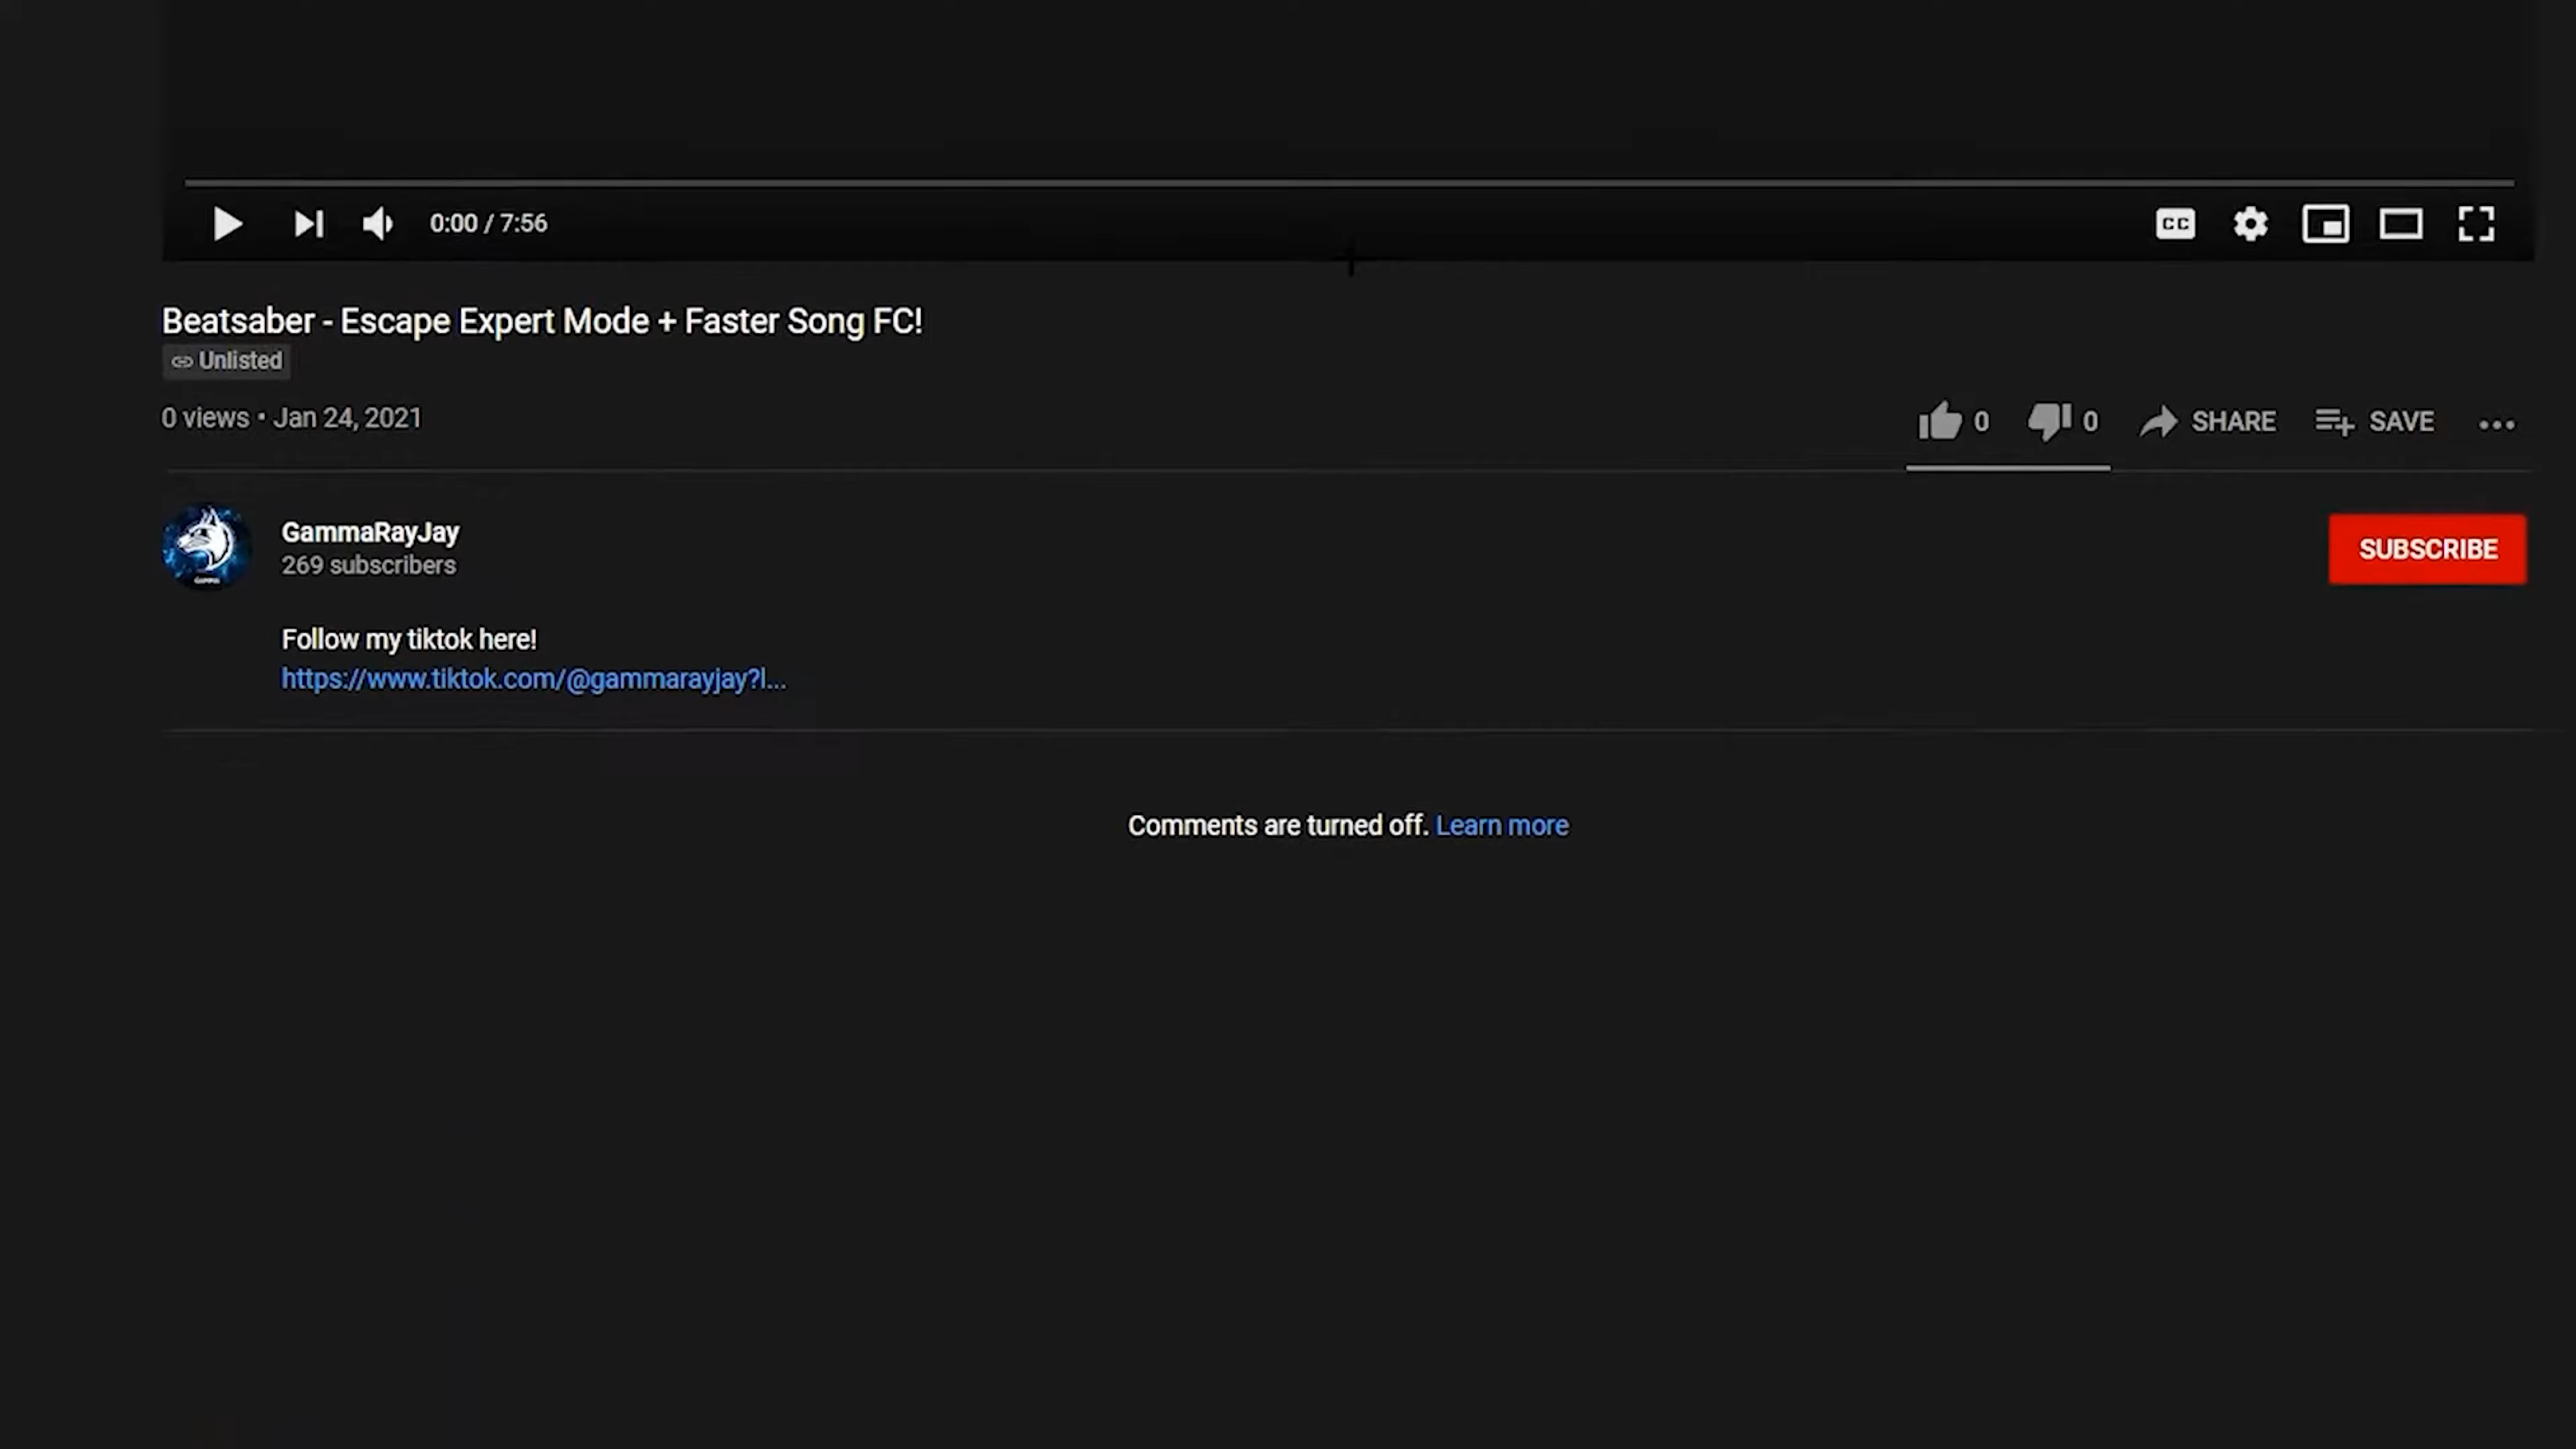 0:00 / 7:56
CC
Beatsaber - Escape Expert Mode + Faster Song FC!
Unlisted
0 views • Jan 24, 2021
0
0
SHARE
SAVE
GammaRayJay
269 subscribers
SUBSCRIBE
Follow my tiktok here!
https://www.tiktok.com/@gammarayjay?l...
Comments are turned off. Learn more